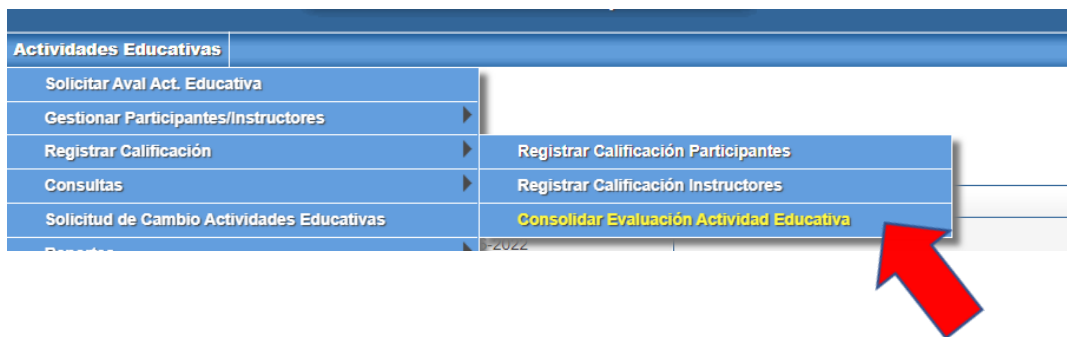 Actividades Educativas
Solicitar Aval Act. Educativa
Gestionar Participantes/Instructores
Registrar Calificación
Consultas
Solicitud de Cambio Actividades Educativas
Reportes
Registrar Calificación Participantes
Registrar Calificación Instructores
Consolidar Evaluación Actividad Educativa
-2022